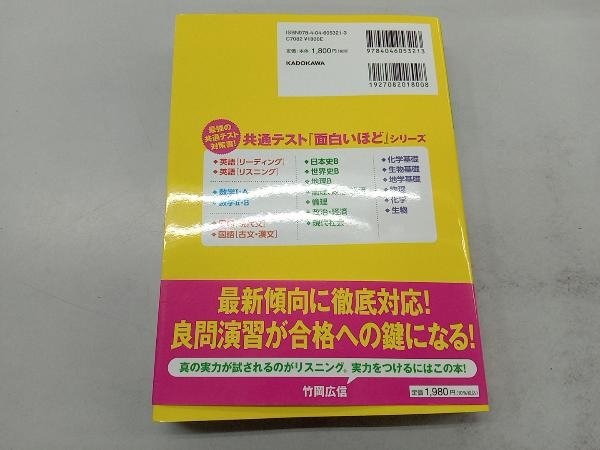 ISBN978-4-04-605321-3
C7082 ¥1800E
定価:本体 1,800円(税別)
KADOKAWA
9784046053213
1927082018008
最強の
共通テスト
対策書!
共通テスト「面白いほど」シリーズ
◆英語[リーディング]
◆英語[リスニング]
◆数学I・A
◆数学II・B
◆国語[古文・漢文]
◆日本史B
◆世界史B
◆地理B
◆倫理
◆政治・経済
◆現代社会
◆化学基礎
◆生物基礎
◆地学基礎
◆化学
◆生物
最新傾向に徹底対応!
良問演習が合格への鍵になる!
真の実力が試されるのがリスニング。実力をつけるにはこの本!
竹岡広信
定価 1,980円(10%税込)